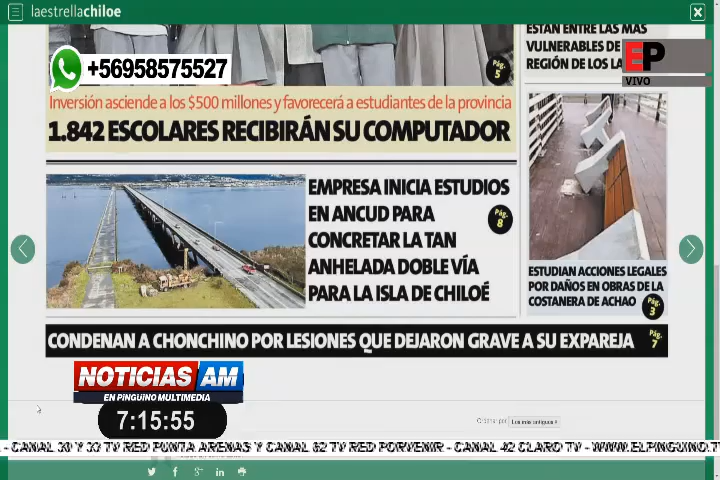 laestrellachiloe
+56958575527
Pág. 5
ESTÁN ENTRE LAS MÁS
VULNERABLES DE
REGIÓN DE LOS LA
EP
VIVO
Inversión asciende a los $500 millones y favorecerá a estudiantes de la provincia
1.842 ESCOLARES RECIBIRÁN SU COMPUTADOR
EMPRESA INICIA ESTUDIOS
EN ANCUD PARA
CONCRETAR LA TAN
ANHELADA DOBLE VÍA
PARA LA ISLA DE CHILOÉ
Pág. 8
ESTUDIAN ACCIONES LEGALES
POR DAÑOS EN OBRAS DE LA
COSTANERA DE ACHAO
Pág. 3
CONDENAN A CHONCHINO POR LESIONES QUE DEJARON GRAVE A SU EXPAREJA
Pág. 7
NOTICIAS AM
EN PINGÜINO MULTIMEDIA
7:15:55
Ordenar por Los más antiguos
- CANAL 30 Y 33 TV RED PUNTA ARENAS Y CANAL 62 TV RED PORVENIR - CANAL 42 CLARO TV - WWW.ELPINGUINO.